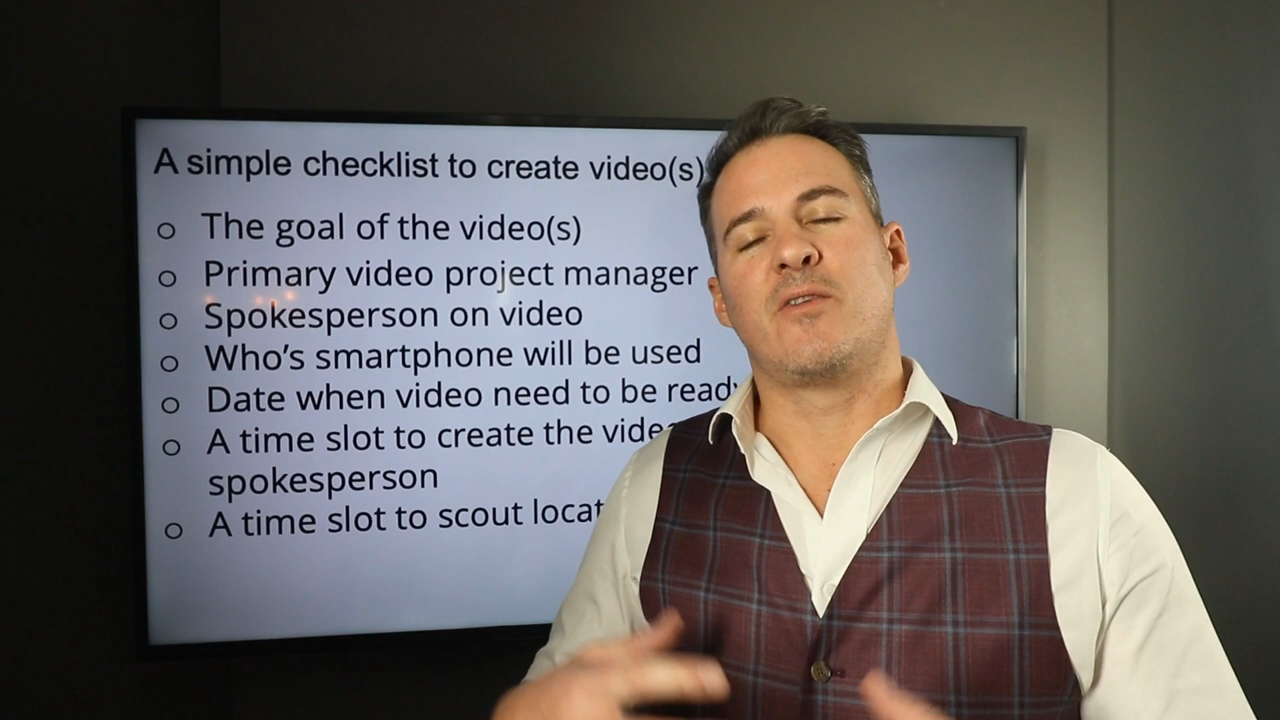 A simple checklist to create video(s)
o The goal of the video(s)
o Primary video project manager
o Spokesperson on video
o Who's smartphone will be used
o Date when video need to be ready
o A time slot to create the
spokesperson
o A time slot to scout